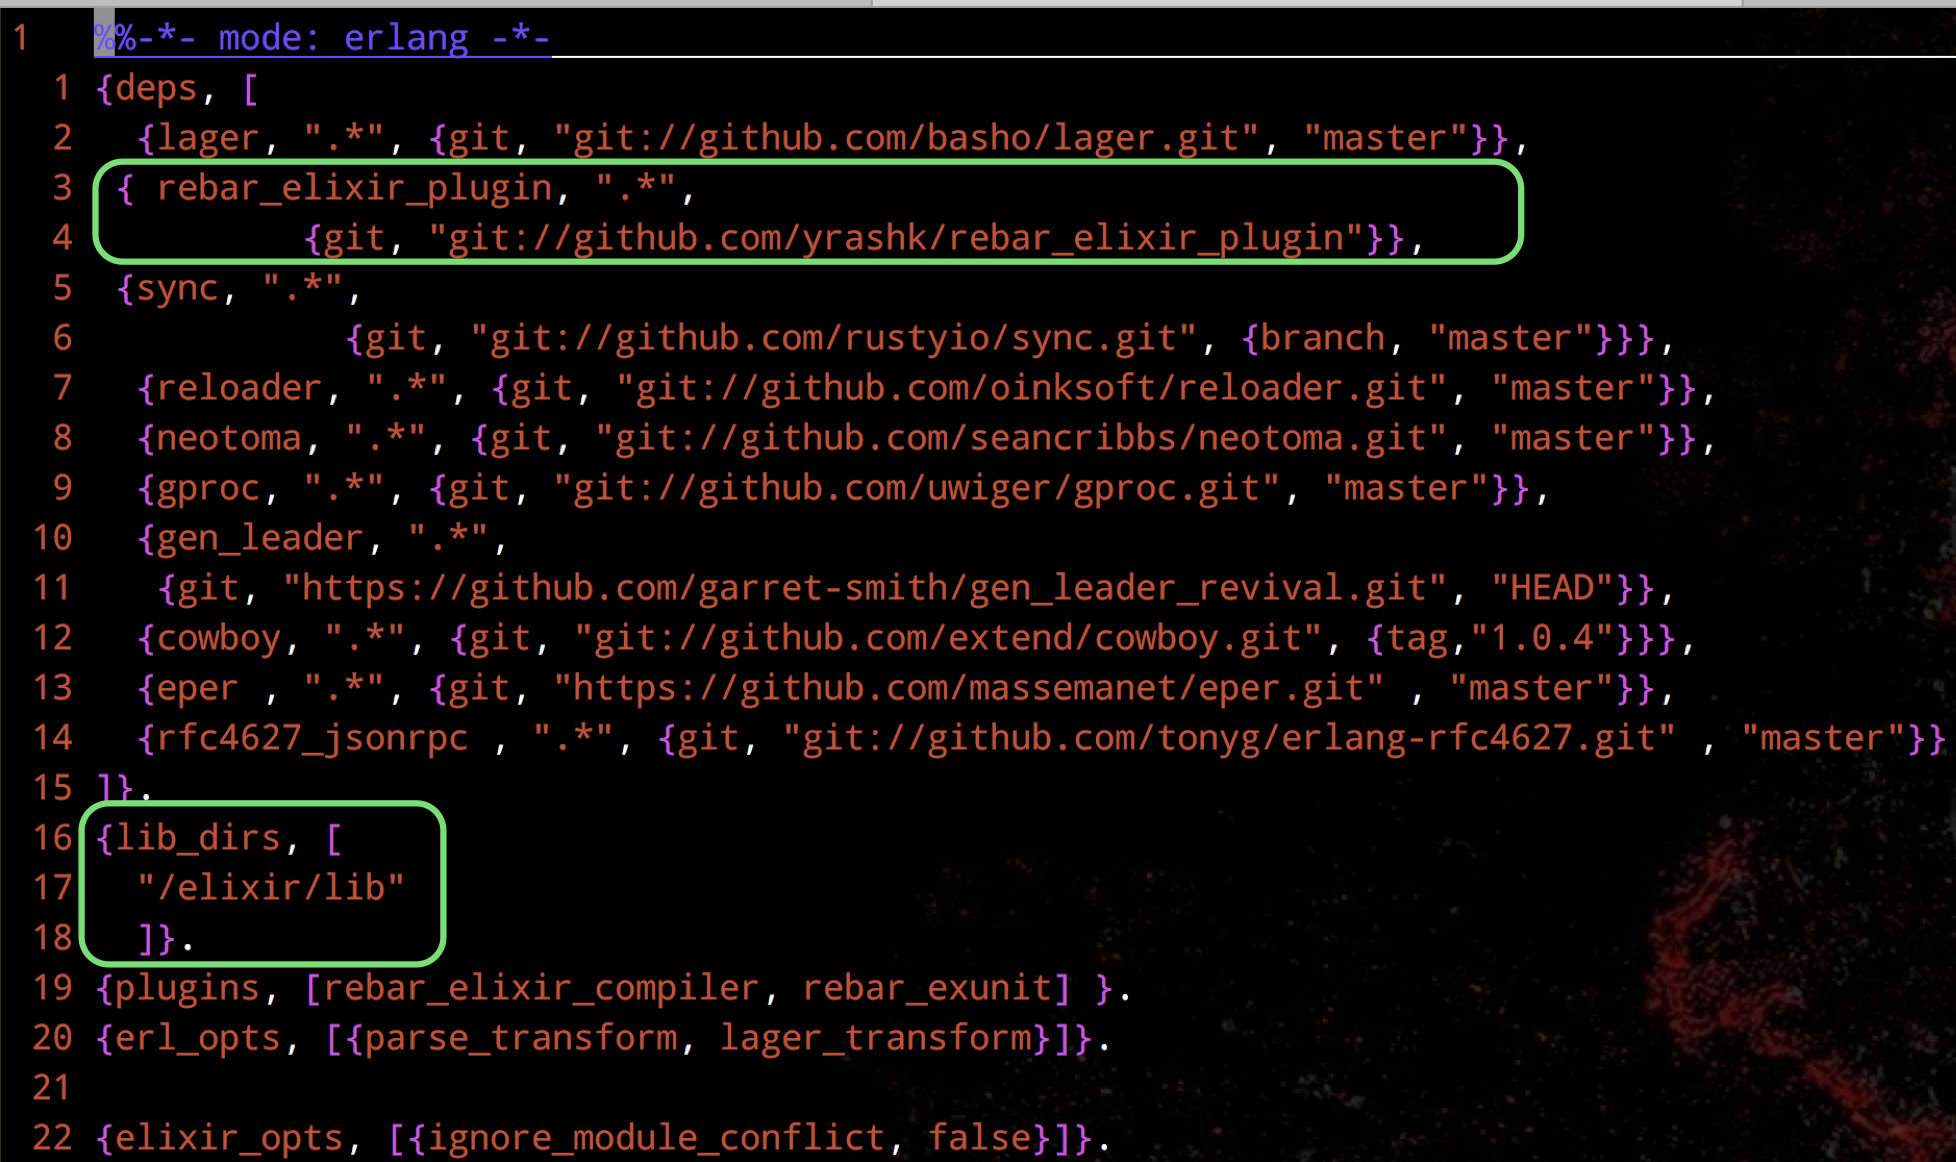 1 %%-*- mode: erlang -*-
1 {deps, [
2 {lager, ".*", {git, "git://github.com/basho/lager.git", "master"}},
3 { rebar_elixir_plugin, ".*",
4 {git, "git://github.com/yrashk/rebar_elixir_plugin"}},
5 {sync, ".*",
6 {git, "git://github.com/rustyio/sync.git", {branch, "master"}}},
7 {reloader, ".*", {git, "git://github.com/oinksoft/reloader.git", "master"}},
8 {neotoma, ".*", {git, "git://github.com/seancribbs/neotoma.git", "master"}},
9 {gproc, ".*", {git, "git://github.com/uwiger/gproc.git", "master"}},
10 {gen_leader, ".*",
11 {git, "https://github.com/garret-smith/gen_leader_revival.git", "HEAD"}},
12 {cowboy, ".*", {git, "git://github.com/extend/cowboy.git", {tag,"1.0.4"}}},
13 {eper , ".*", {git, "https://github.com/massemanet/eper.git" , "master"}},
14 {rfc4627_jsonrpc , ".*", {git, "git://github.com/tonyg/erlang-rfc4627.git" , "master"}}
15 ]}.
16 {lib_dirs, [
17 "/elixir/lib"
18 ]}.
19 {plugins, [rebar_elixir_compiler, rebar_exunit] }.
20 {erl_opts, [{parse_transform, lager_transform}]}.
21
22 {elixir_opts, [{ignore_module_conflict, false}]}.